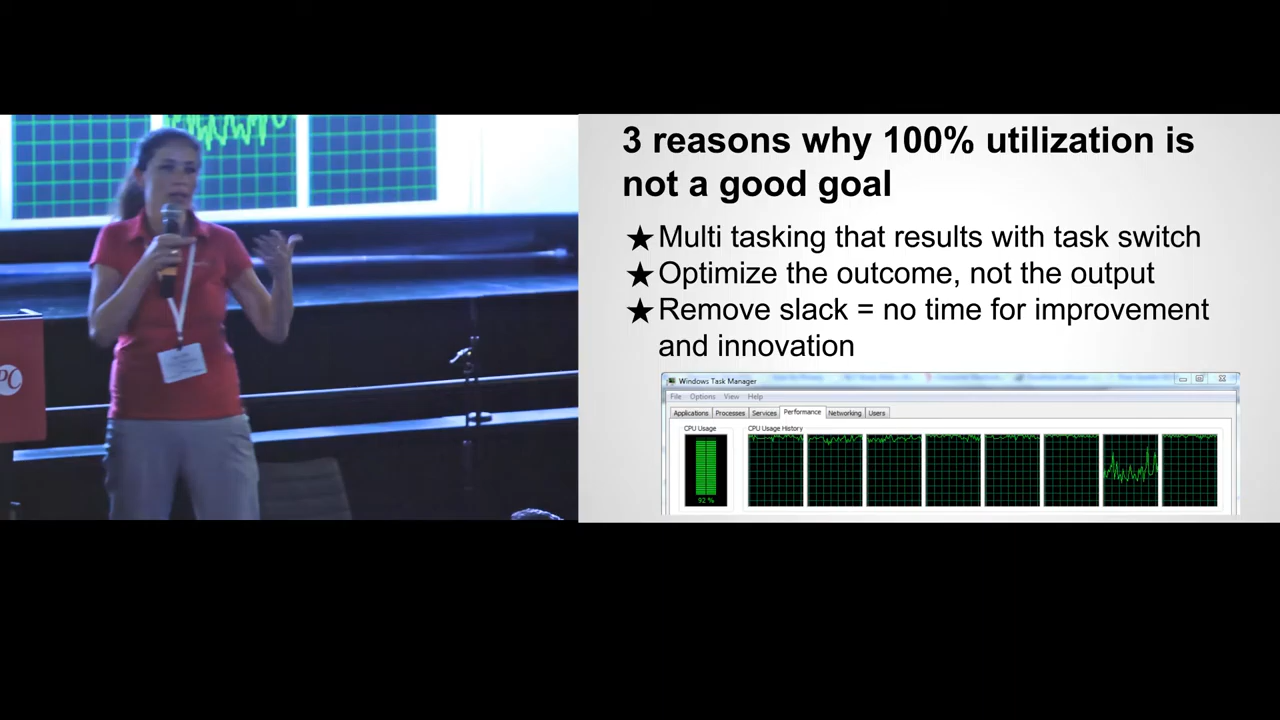 3 reasons why 100% utilization is
not a good goal
★ Multi tasking that results with task switch
★ Optimize the outcome, not the output
★ Remove slack = no time for improvement
and innovation
Windows Task Manager
File Options View Help
Applications Processes Services Performance Networking Users
CPU Usage CPU Usage History
92 %
PC